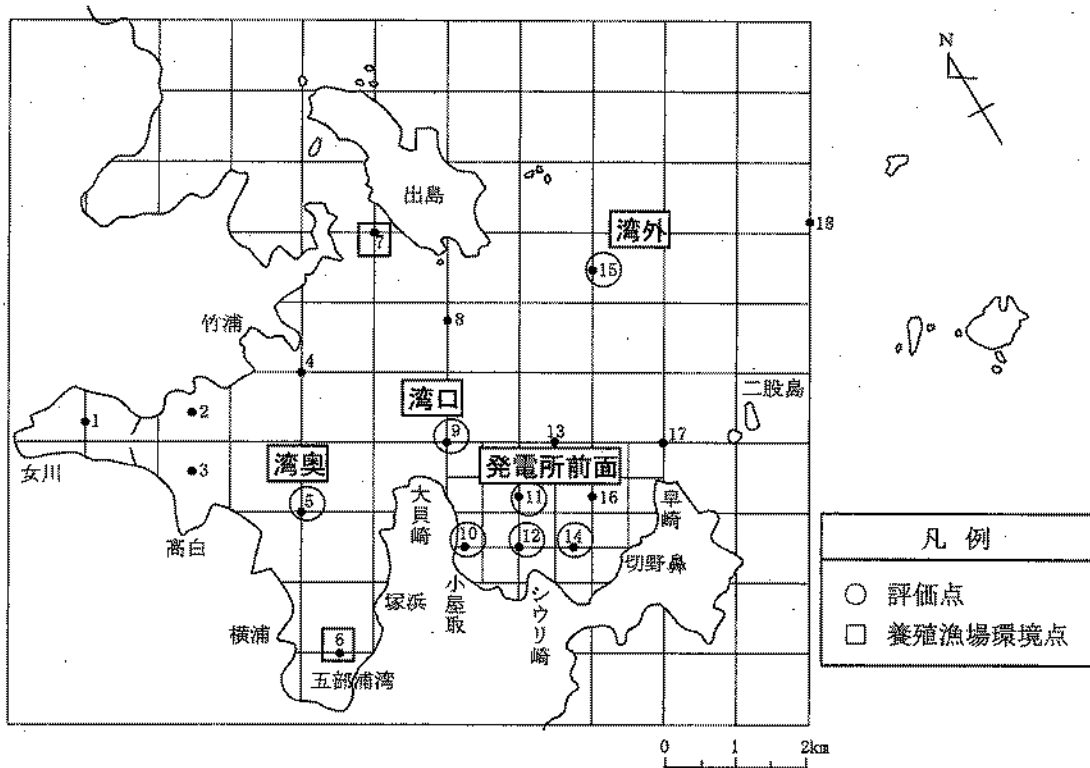 N
出島
18
湾外
7
15
竹浦
8
4
二股島
湾口
1
2
9
13
17
女川
3
湾奥
発電所前面
5
大貝崎
11
16
早崎
高白
10
12
14
切野鼻
塚浜
小屋取
シウリ崎
横浦
6
五部浦湾
凡例
評価点
養殖漁場環境点
0 1 2km